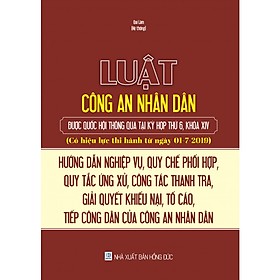 Đại Lâm
(Hệ thống)
LUẬT
CÔNG AN NHÂN DÂN
ĐƯỢC QUỐC HỘI THÔNG QUA TẠI KỲ HỌP THỨ 6, KHÓA XIV
(Có hiệu lực thi hành từ ngày 01-7-2019)
HƯỚNG DẪN NGHIỆP VỤ, QUY CHẾ PHỐI HỢP,
QUY TẮC ỨNG XỬ, CÔNG TÁC THANH TRA,
GIẢI QUYẾT KHIẾU NẠI, TỐ CÁO,
TIẾP CÔNG DÂN CỦA CÔNG AN NHÂN DÂN
NHÀ XUẤT BẢN HỒNG ĐỨC